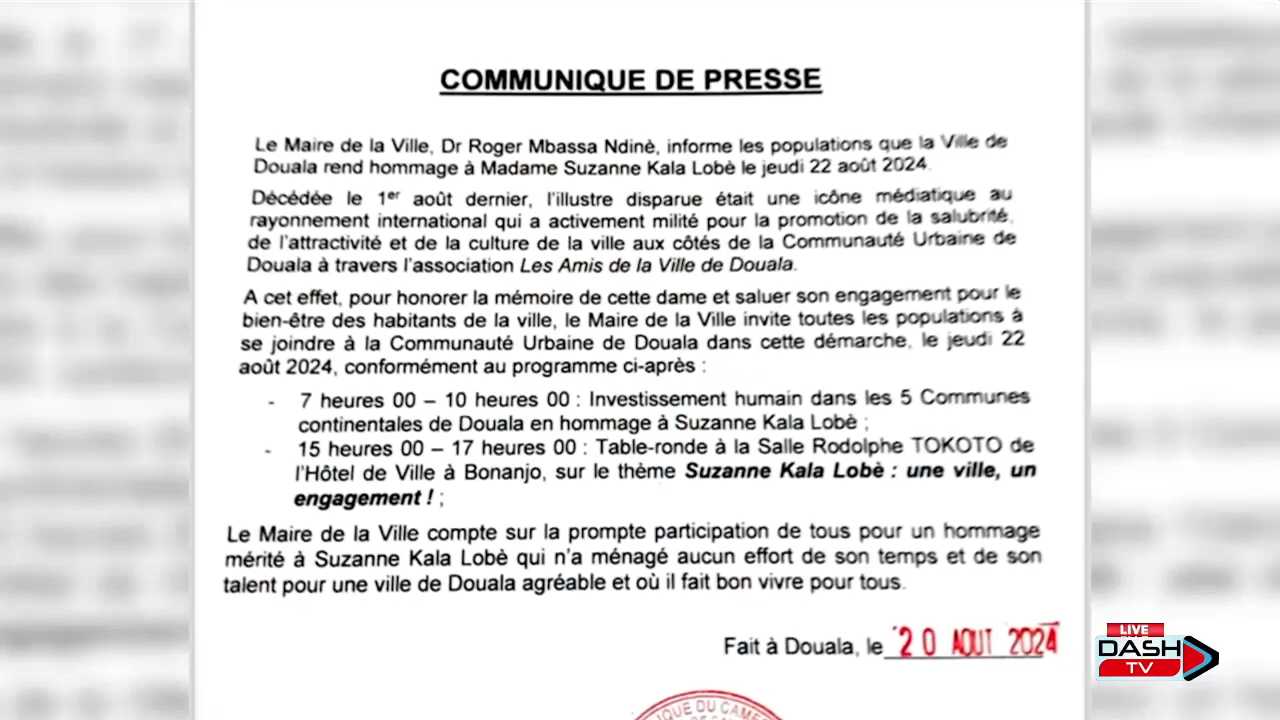 COMMUNIQUE DE PRESSE
Le Maire de la Ville, Dr Roger Mbassa Ndinè, informe les populations que la Ville de
Douala rend hommage à Madame Suzanne Kala Lobè le jeudi 22 août 2024.
Décédée le 1er août dernier, l'illustre disparue était une icône médiatique au
rayonnement international qui a activement milité pour la promotion de la salubrité,
de l'attractivité et de la culture de la ville aux côtés de la Communauté Urbaine de
Douala à travers l'association Les Amis de la Ville de Douala.
A cet effet, pour honorer la mémoire de cette dame et saluer son engagement pour le
bien-être des habitants de la ville, le Maire de la Ville invite toutes les populations à
se joindre à la Communauté Urbaine de Douala dans cette démarche, le jeudi 22
août 2024, conformément au programme ci-après :
- 7 heures 00 – 10 heures 00 : Investissement humain dans les 5 Communes
continentales de Douala en hommage à Suzanne Kala Lobè ;
- 15 heures 00 – 17 heures 00 : Table-ronde à la Salle Rodolphe TOKOTO de
l'Hôtel de Ville à Bonanjo, sur le thème Suzanne Kala Lobè : une ville, un
engagement ! ;
Le Maire de la Ville compte sur la prompte participation de tous pour un hommage
mérité à Suzanne Kala Lobè qui n'a ménagé aucun effort de son temps et de son
talent pour une ville de Douala agréable et où il fait bon vivre pour tous.
Fait à Douala, le 20 AOUT 2024
LIVE
DASH
TV